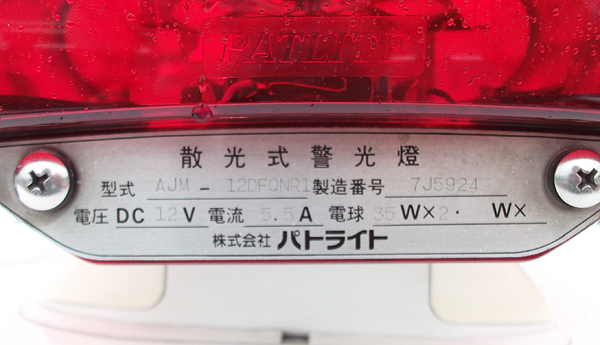 PATLITE
散光式警光燈
型式 AJM - 12DFQNR1 製造番号 7J5924
電圧 DC 12 V 電流 5.5 A 電球 35 W×2・ W×
株式会社 パトライト